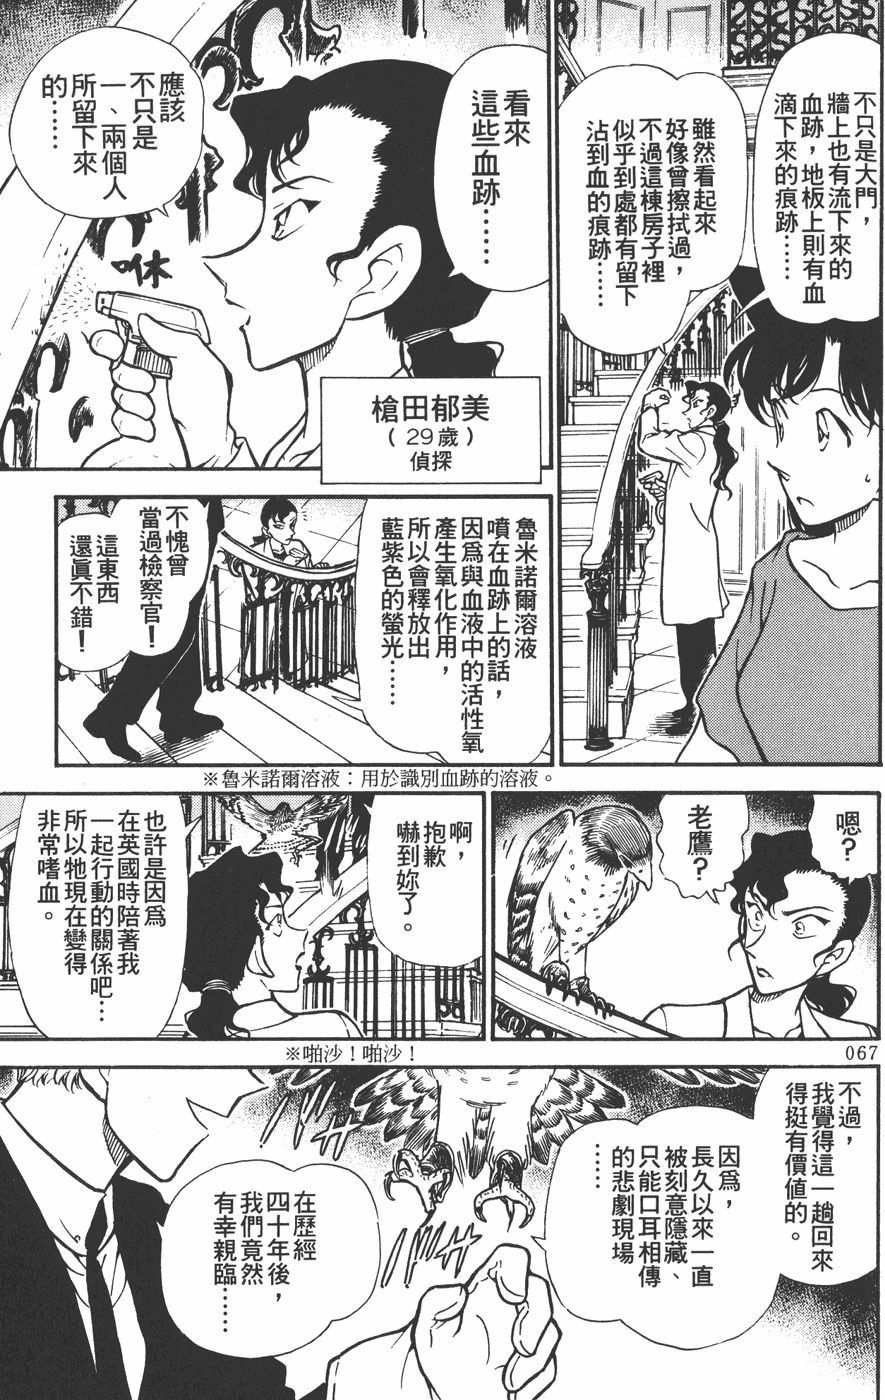 不只是大門，
牆上也有流下來的
血跡，地板上則有血
滴下來的痕跡……
雖然看起來
好像曾擦拭過，
不過這棟房子裡
似乎到處都有留下
沾到血的痕跡……
看來
這些血跡……
應該
不只是
一、兩個人
所留下來
的……
咻
槍田郁美
（29歲）
偵探
魯米諾爾溶液
噴在血跡上的話，
因為與血液中的活性氧
產生氧化作用，
所以會釋放出
藍紫色的螢光……
不愧曾
當過檢察官！
這東西
還真不錯！
※魯米諾爾溶液：用於識別血跡的溶液。
嗯？
老鷹？
啊，
抱歉
嚇到妳了。
也許是因為
在英國時陪著我
一起行動的關係吧…
所以牠現在變得
非常嗜血。
※啪沙！啪沙！
067
不過，
我覺得這一趟回來
得挺有價值的。
因為，
長久以來一直
被刻意隱藏、
只能口耳相傳
的悲劇現場
……
在歷經
四十年後，
我們竟然
有幸親臨……